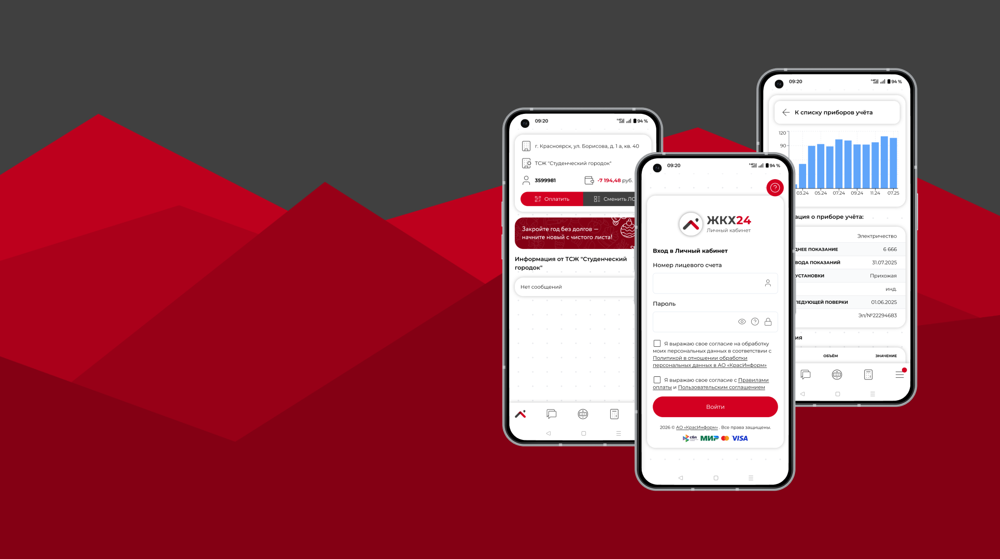 09:20
94 %
г. Красноярск, ул. Борисова, д. 1 а, кв. 40
ТСЖ "Студенческий городок"
3599981
-7 194,48 руб.
Оплатить
Сменить ЛС
Закройте год без долгов —
начните новый с чистого листа!
Информация от ТСЖ "Студенческий
городок"
Нет сообщений
09:20
94 %
ЖКХ24
Личный кабинет
Вход в Личный кабинет
Номер лицевого счета
Пароль
Я выражаю свое согласие на обработку
моих персональных данных в соответствии с
Политикой в отношении обработки
персональных данных в АО «КрасИнформ»
Я выражаю свое согласие с Правилами
оплаты и Пользовательским соглашением
Войти
2026 © АО «КрасИнформ» . Все права защищены.
сбп МИР VISA
09:20
94 %
К списку приборов учёта
120
90
03.24 05.24 07.24 09.24 11.24 07.25
ация о приборе учёта:
Электричество
ДНЕЕ ПОКАЗАНИЕ 6 666
ВОДА ПОКАЗАНИЙ 31.07.2025
УСТАНОВКИ Прихожая
инд.
ЛЕДУЮЩЕЙ ПОВЕРКИ 01.06.2025
Эл/№22294683
ия
ОБЪЁМ ЗНАЧЕНИЕ